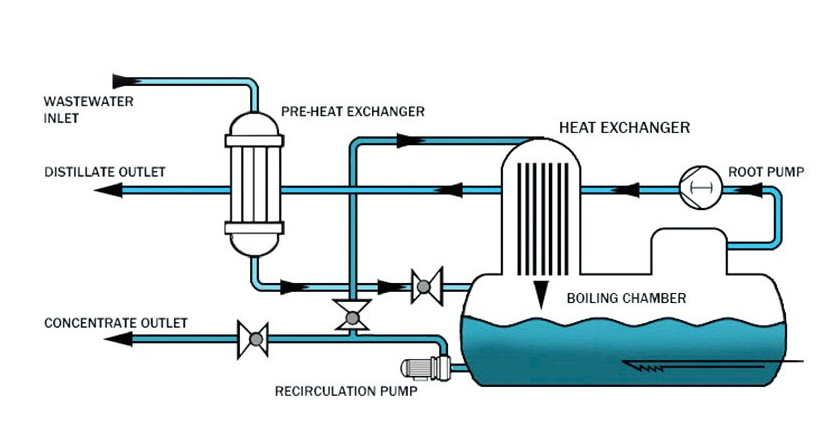 WASTEWATER
INLET
PRE-HEAT EXCHANGER
HEAT EXCHANGER
DISTILLATE OUTLET
ROOT PUMP
BOILING CHAMBER
CONCENTRATE OUTLET
RECIRCULATION PUMP